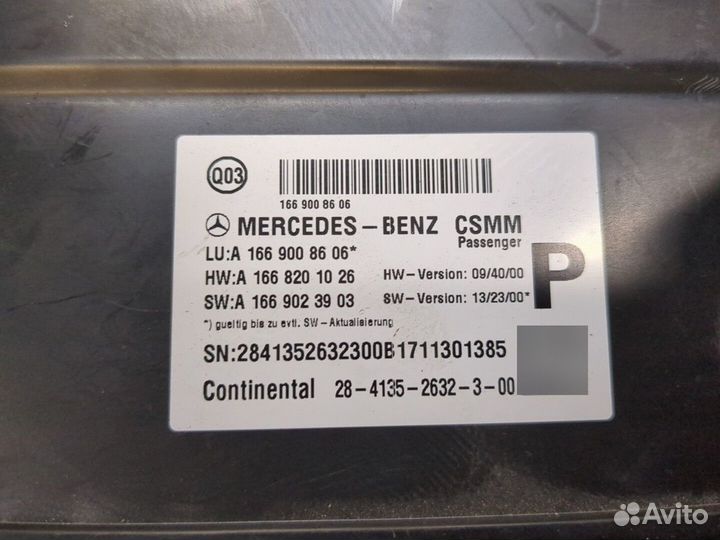 Q03
166 900 86 06
MERCEDES-BENZ CSMM
Passenger
LU:A 166 900 86 06*
HW:A 166 820 10 26 HW-Version: 09/40/00
SW:A 166 902 39 03 SW-Version: 13/23/00*
P
*) gueltig bis zu evtl. SW-Aktualisierung
SN:2841352632300B1711301385
Continental 28-4135-2632-3-00
Avito